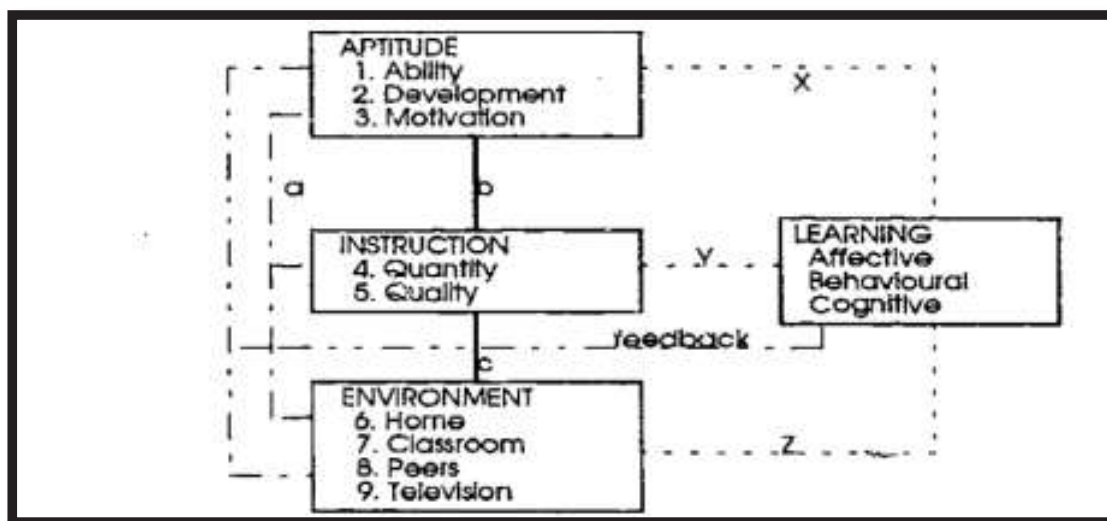 APTITUDE
1. Ability
2. Development
3. Motivation
X
a
b
INSTRUCTION
4. Quantity
5. Quality
Y
LEARNING
Affective
Behavioural
Cognitive
feedback
c
ENVIRONMENT
6. Home
7. Classroom
8. Peers
9. Television
Z